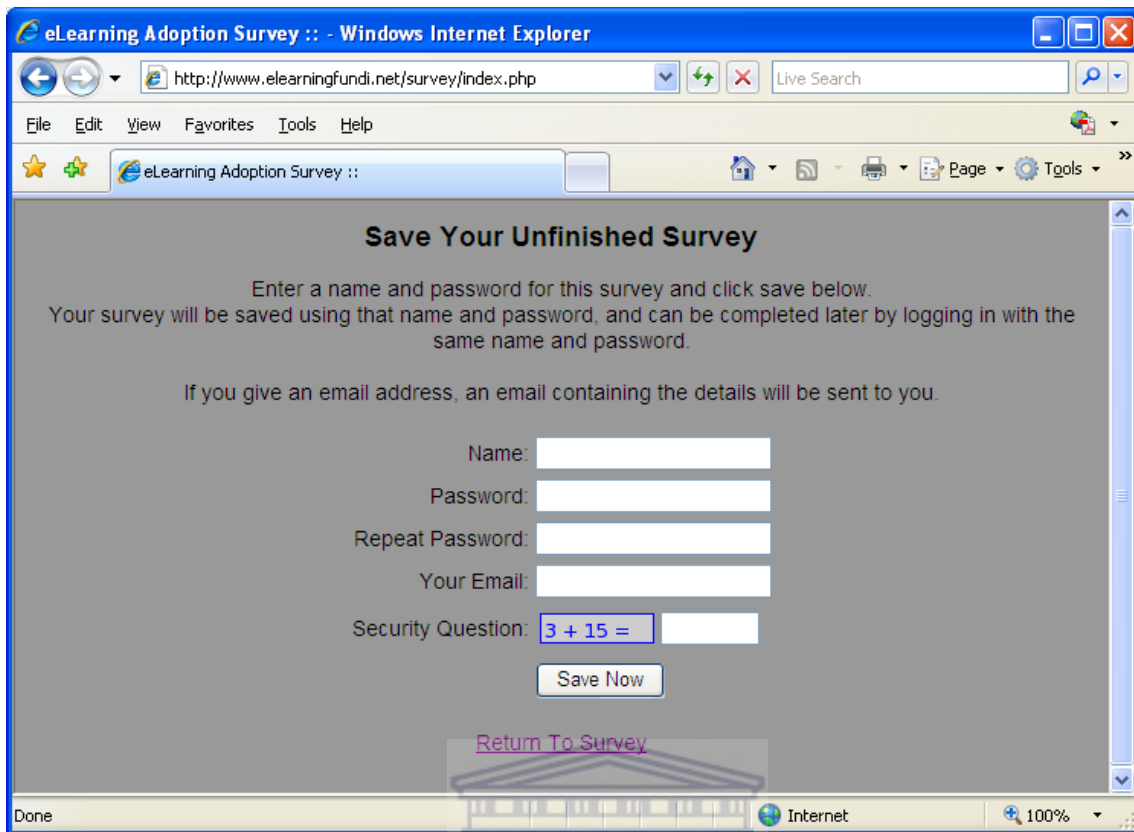 eLearning Adoption Survey :: - Windows Internet Explorer
http://www.elearningfundi.net/survey/index.php
Live Search
File Edit View Favorites Tools Help
eLearning Adoption Survey ::
Page Tools »
Save Your Unfinished Survey
Enter a name and password for this survey and click save below.
Your survey will be saved using that name and password, and can be completed later by logging in with the
same name and password.
If you give an email address, an email containing the details will be sent to you.
Name:
Password:
Repeat Password:
Your Email:
Security Question: 3 + 15 =
Save Now
Return To Survey
Done Internet 100%